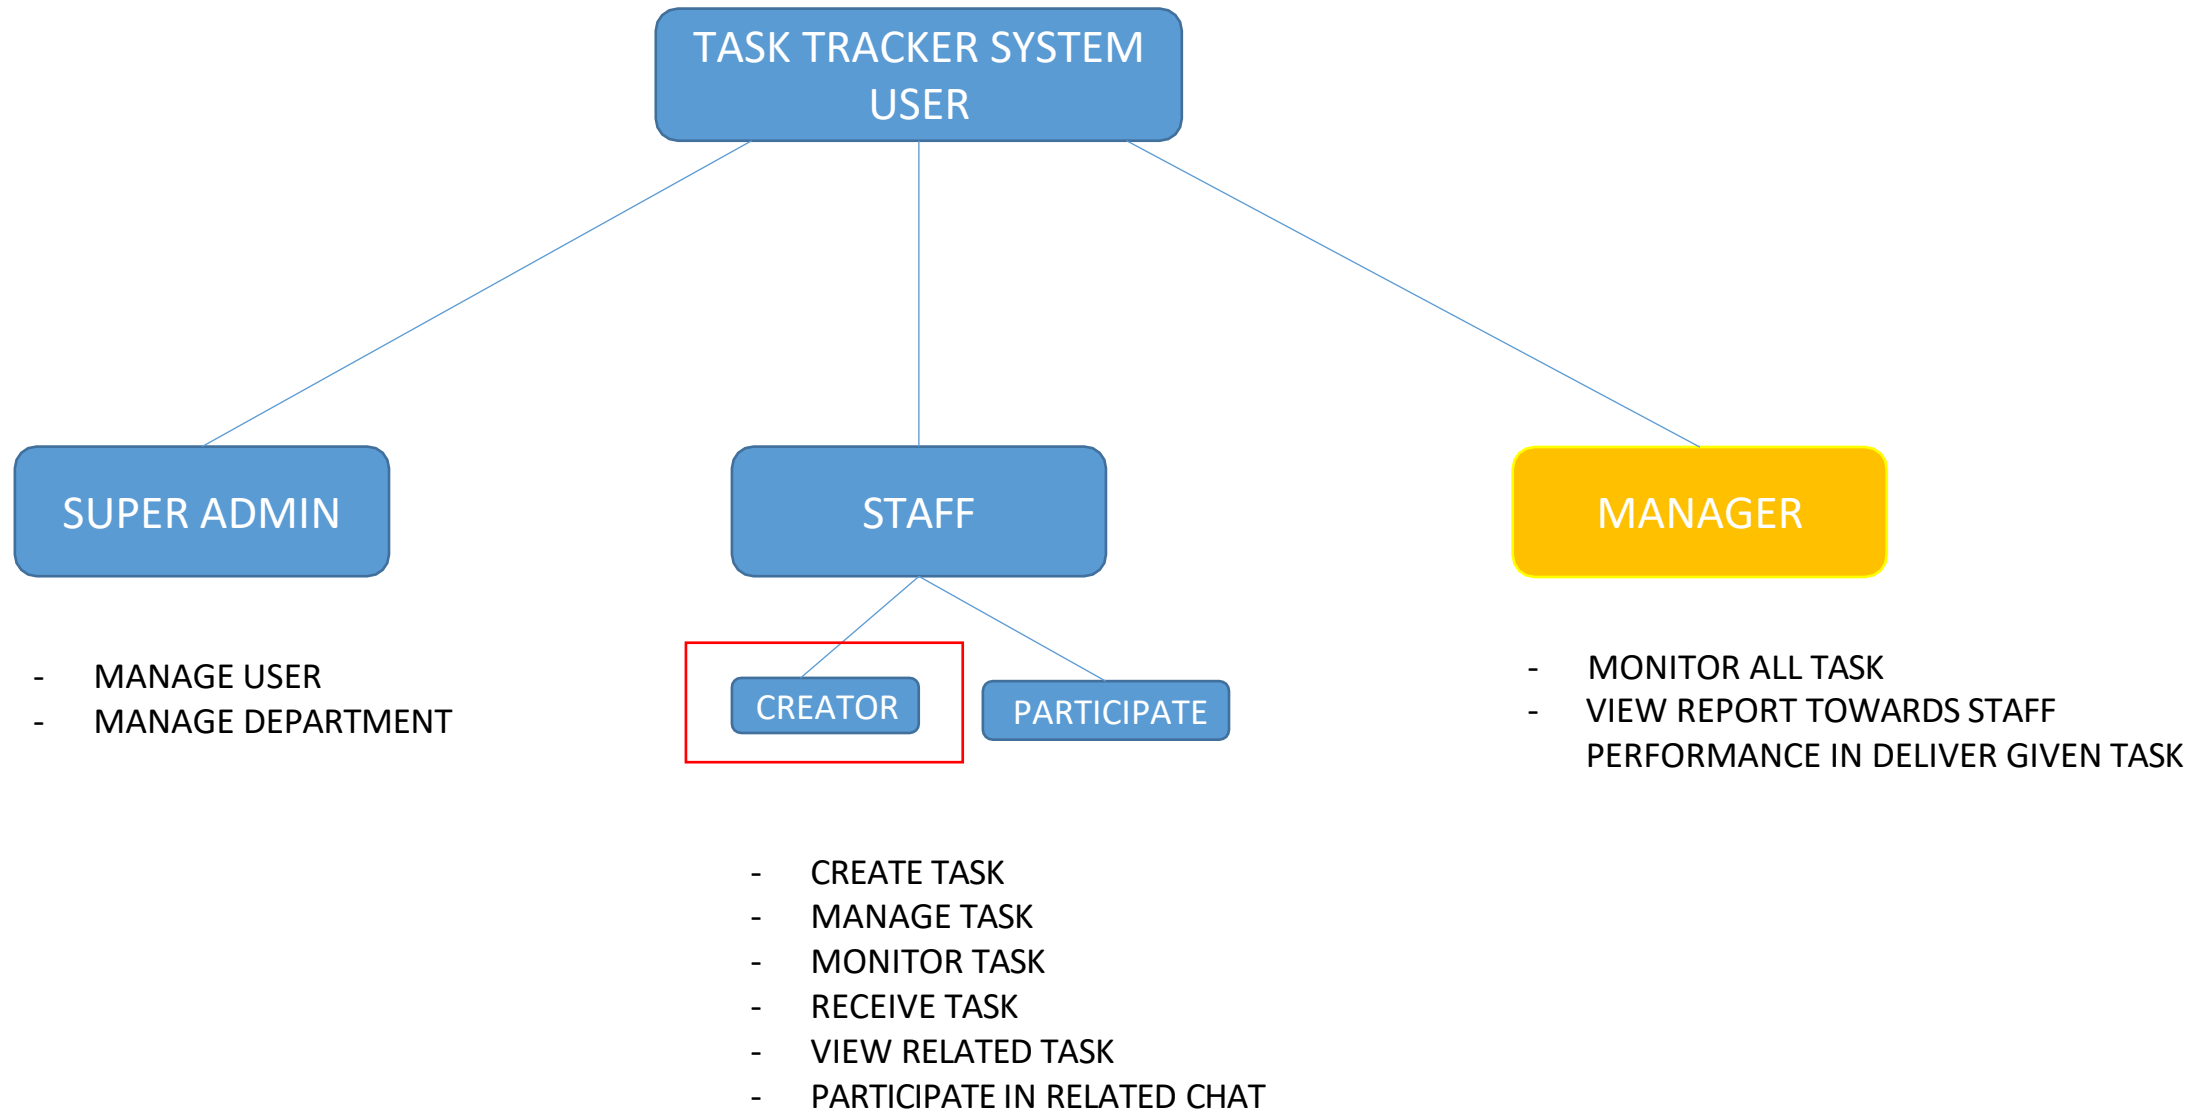 TASK TRACKER SYSTEM
USER
SUPER ADMIN
STAFF
MANAGER
- MANAGE USER
- MANAGE DEPARTMENT
CREATOR
PARTICIPATE
- MONITOR ALL TASK
- VIEW REPORT TOWARDS STAFF
PERFORMANCE IN DELIVER GIVEN TASK
- CREATE TASK
- MANAGE TASK
- MONITOR TASK
- RECEIVE TASK
- VIEW RELATED TASK
- PARTICIPATE IN RELATED CHAT